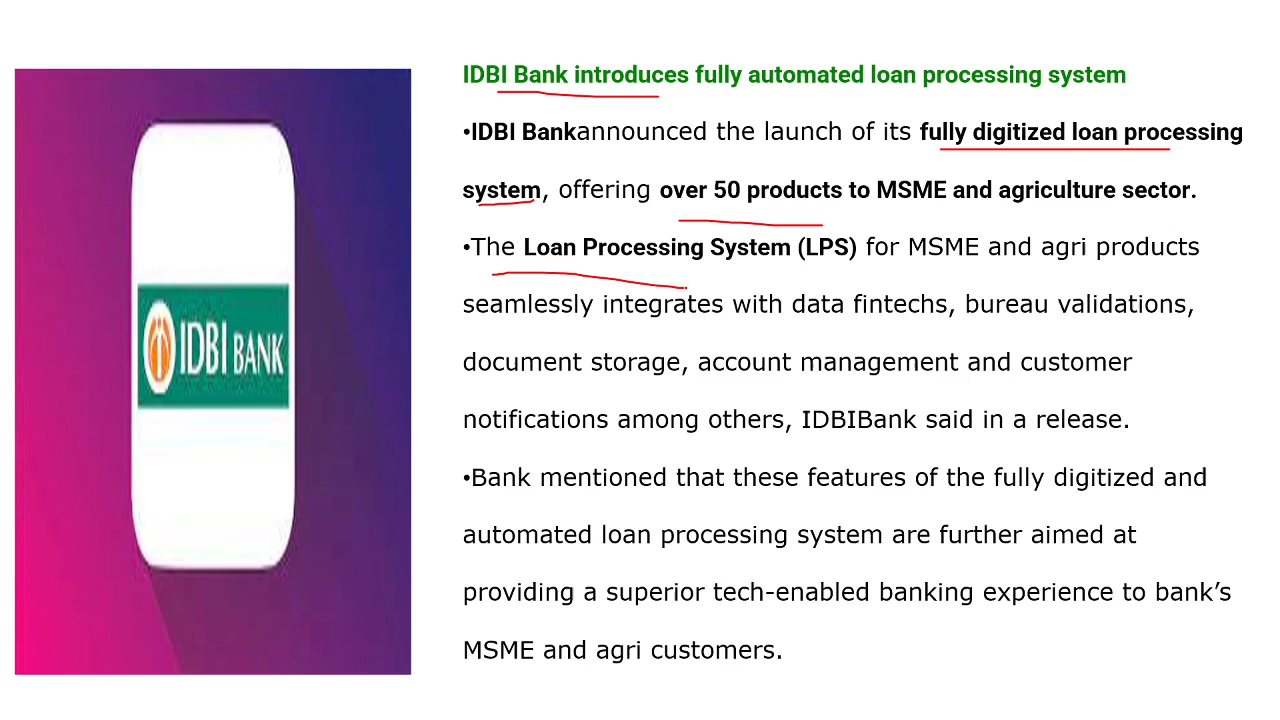 IDBI Bank introduces fully automated loan processing system
•IDBI Bankannounced the launch of its fully digitized loan processing
system, offering over 50 products to MSME and agriculture sector.
•The Loan Processing System (LPS) for MSME and agri products
seamlessly integrates with data fintechs, bureau validations,
document storage, account management and customer
notifications among others, IDBIBank said in a release.
•Bank mentioned that these features of the fully digitized and
automated loan processing system are further aimed at
providing a superior tech-enabled banking experience to bank’s
MSME and agri customers.
IDBI BANK